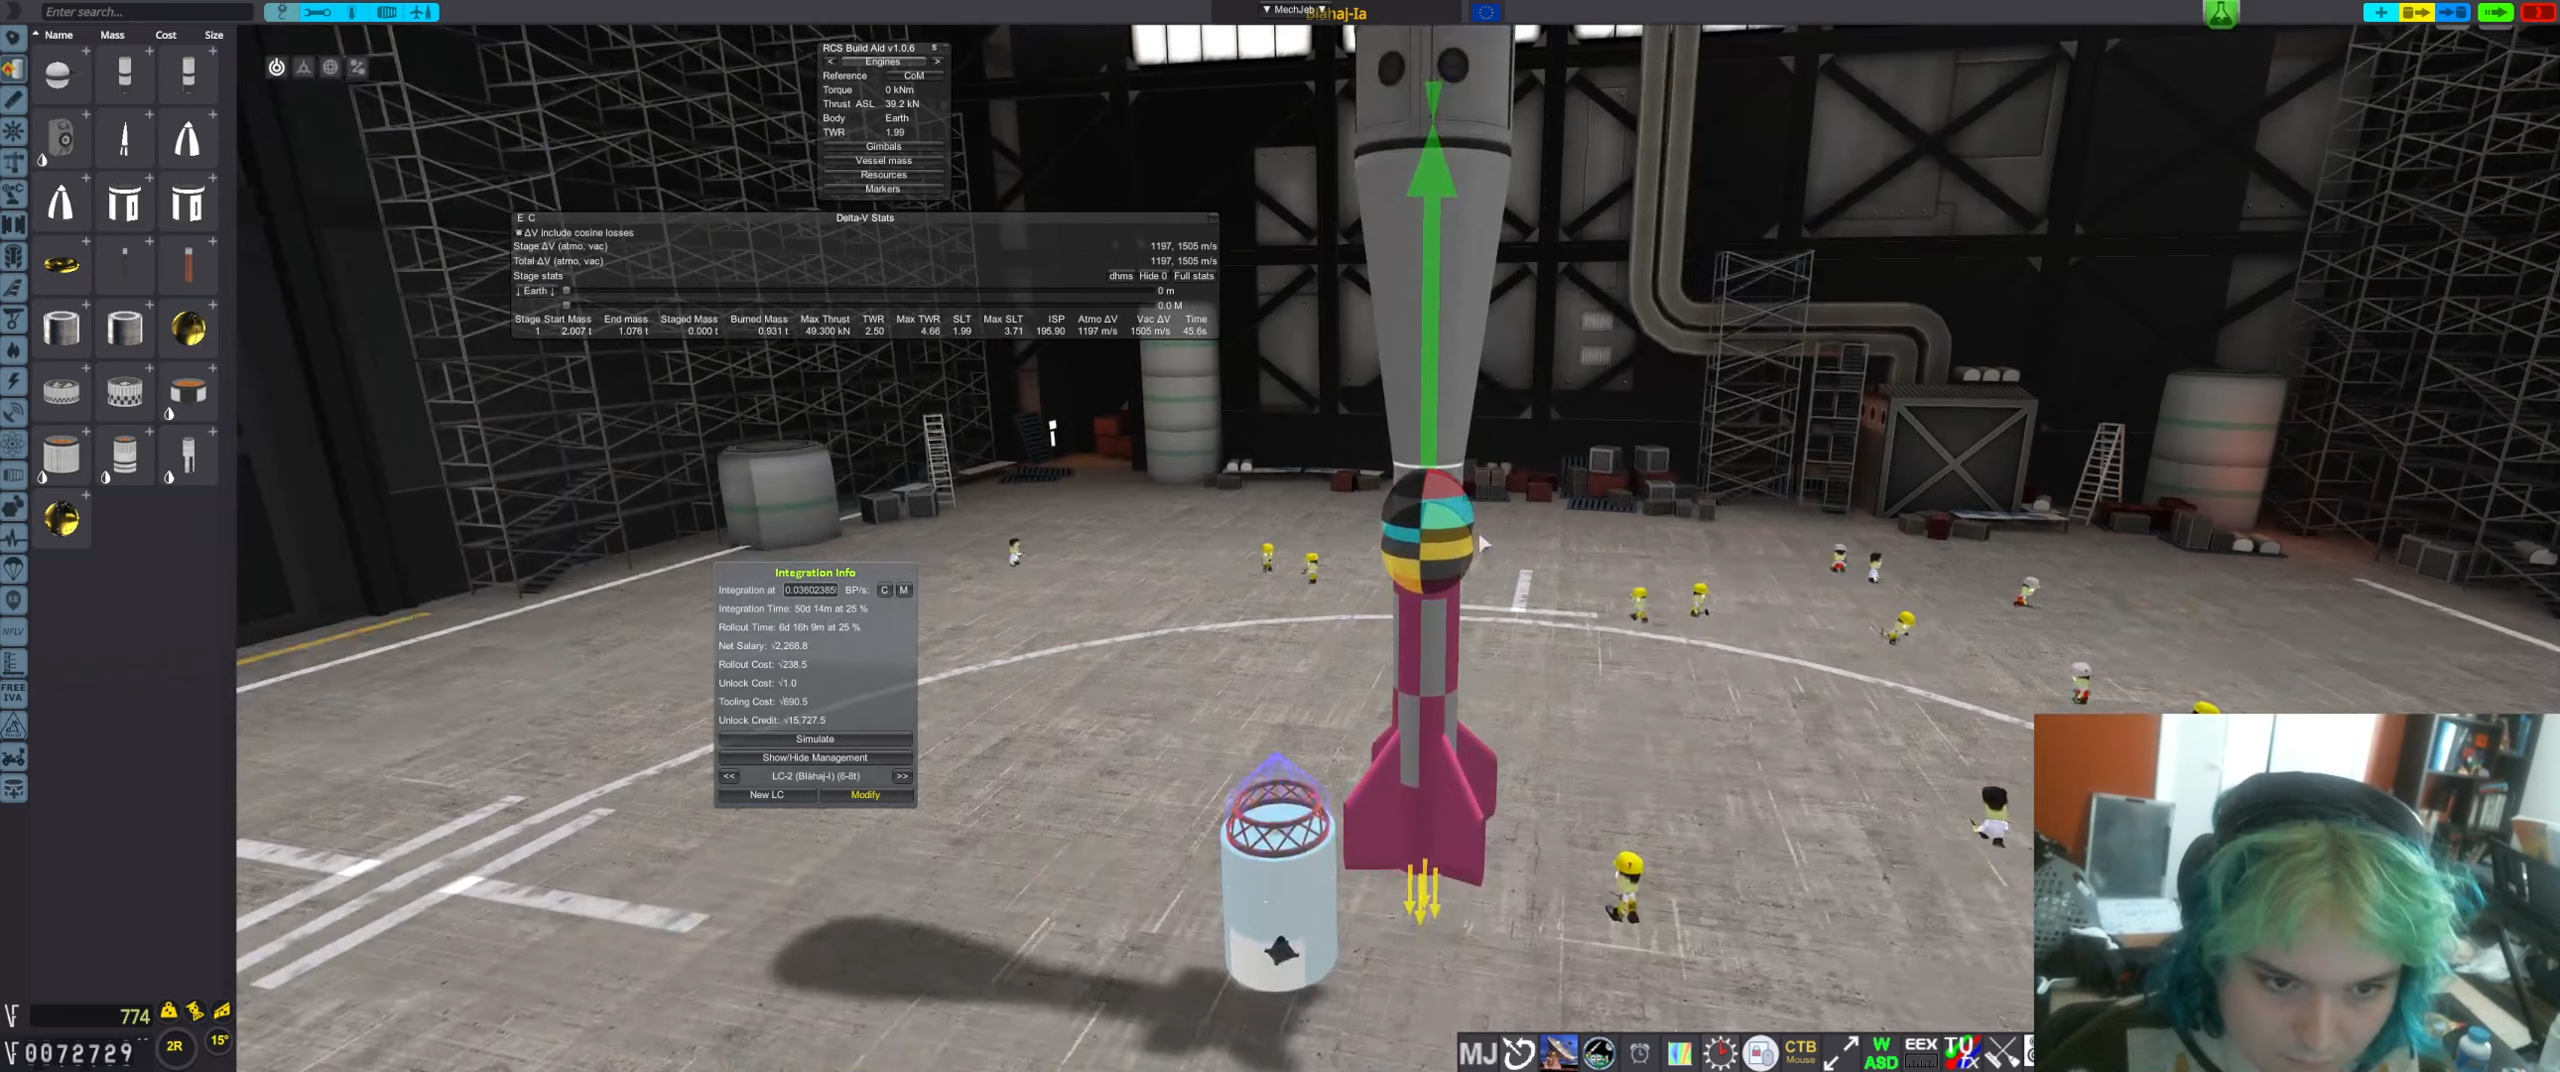 Enter search...
▼ MechJeb ▼
Blåhaj-Ia
Name Mass Cost Size
RCS Build Aid v1.0.6 s
< Engines >
Reference CoM
Torque 0 kNm
Thrust ASL 39.2 kN
Body Earth
TWR 1.99
Gimbals
Vessel mass
Resources
Markers
E C Delta-V Stats
ΔV include cosine losses
Stage ΔV (atmo, vac) 1197, 1505 m/s
Total ΔV (atmo, vac) 1197, 1505 m/s
Stage stats dhms Hide 0 Full stats
↓ Earth ↓ 0 m
0.0 M
Stage Start Mass End mass Staged Mass Burned Mass Max Thrust TWR Max TWR SLT Max SLT ISP Atmo ΔV Vac ΔV Time
1 2.007 t 1.076 t 0.000 t 0.931 t 49.300 kN 2.50 4.66 1.99 3.71 195.90 1197 m/s 1505 m/s 45.6s
Integration Info
Integration at 0.03602385 BP/s: C M
Integration Time: 50d 14m at 25 %
Rollout Time: 6d 16h 9m at 25 %
Net Salary: √2,268.8
Rollout Cost: √238.5
Unlock Cost: √1.0
Tooling Cost: √690.5
Unlock Credit: √15,727.5
Simulate
Show/Hide Management
<< LC-2 (Blåhaj-I) (6-8t) >>
New LC Modify
NFLV
FREE
IVA
774
0072729
2R
15°
MJ
RP-1
CTB
Mouse
W
ASD
EEX
TU
fx